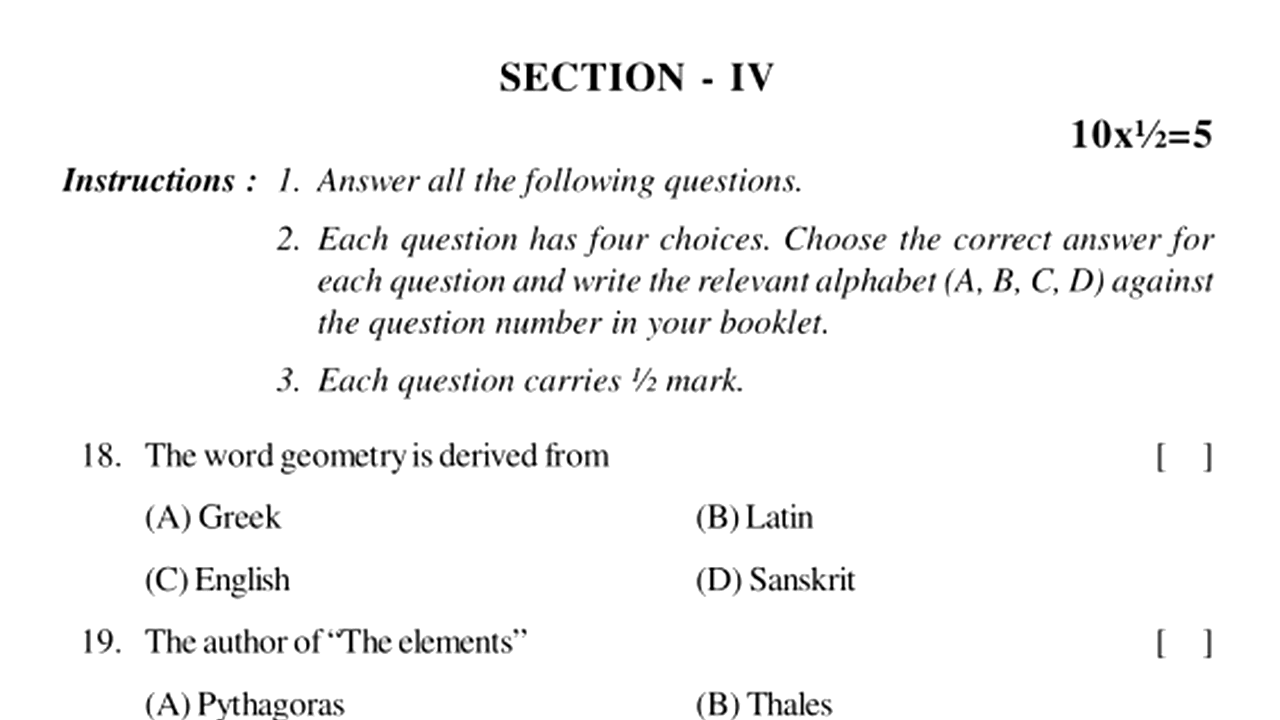 SECTION - IV
10x½=5
Instructions : 1. Answer all the following questions.
2. Each question has four choices. Choose the correct answer for
each question and write the relevant alphabet (A, B, C, D) against
the question number in your booklet.
3. Each question carries ½ mark.
18. The word geometry is derived from [ ]
(A) Greek (B) Latin
(C) English (D) Sanskrit
19. The author of “The elements” [ ]
(A) Pythagoras (B) Thales